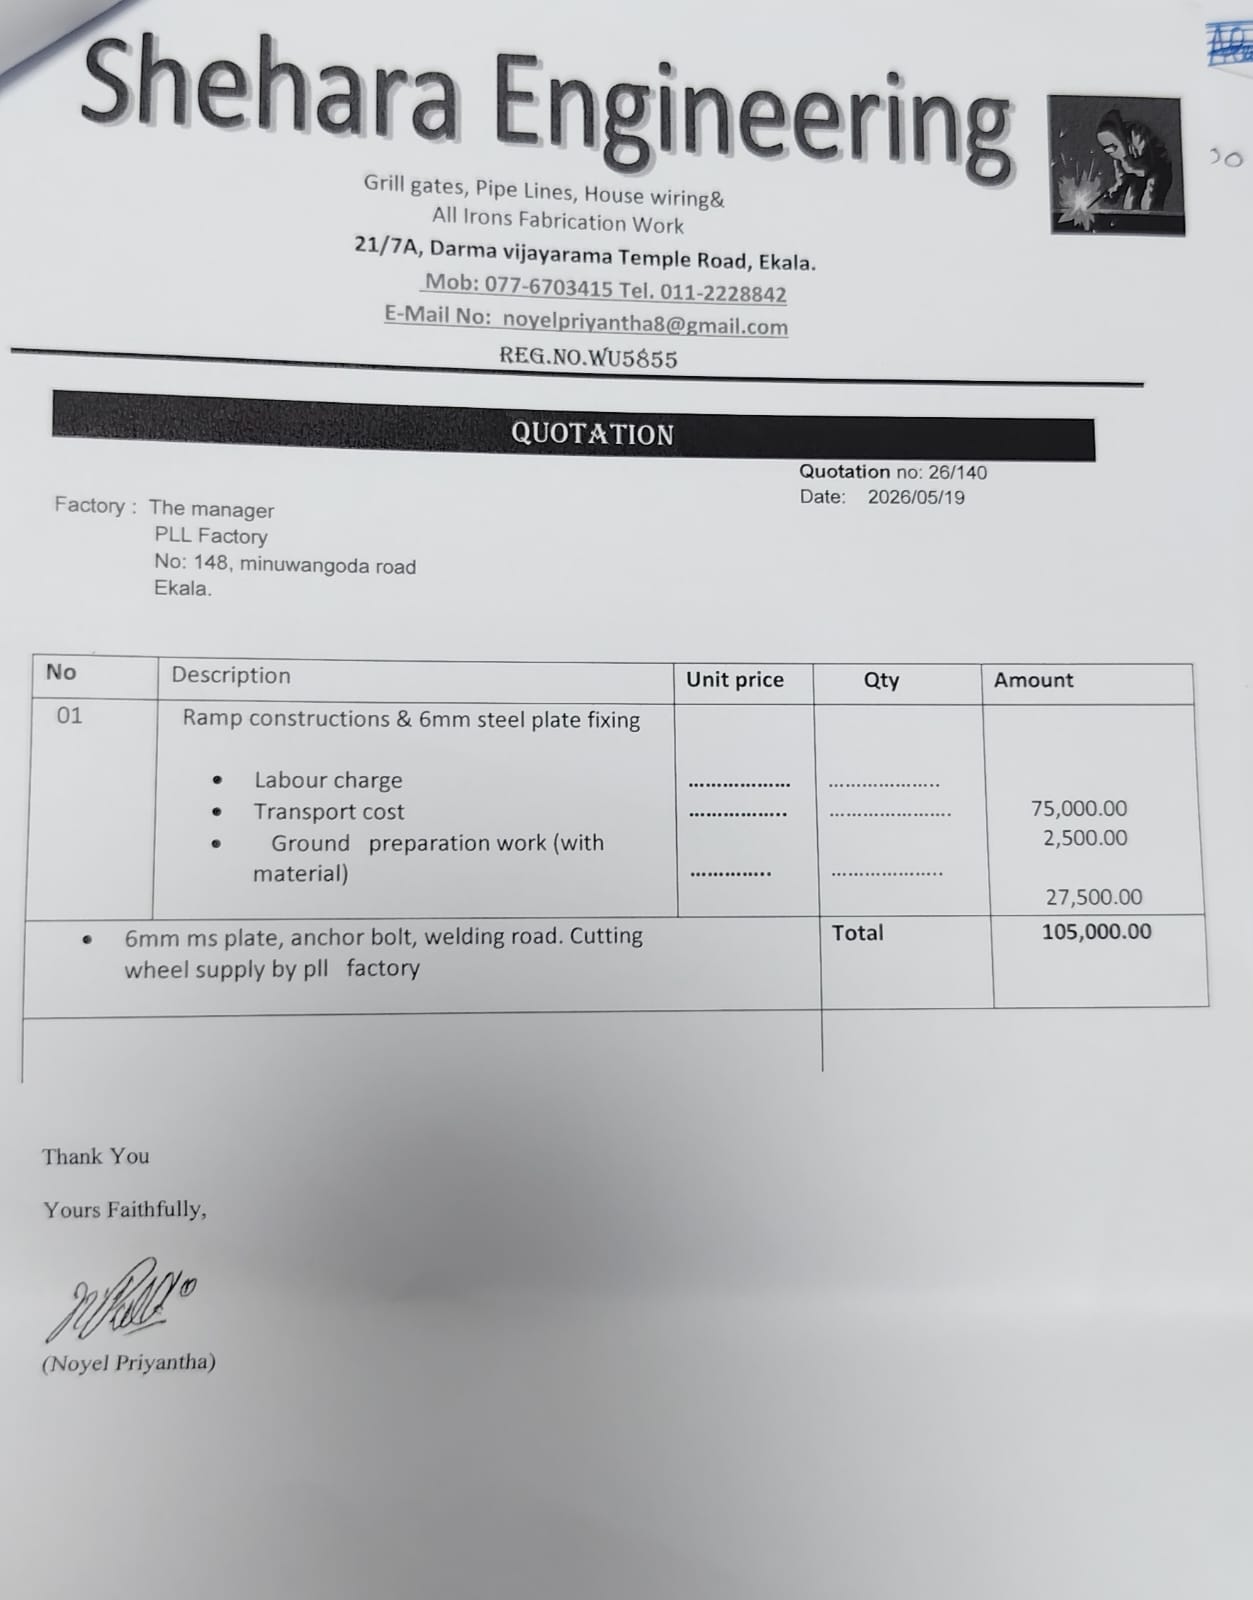 Shehara Engineering
Grill gates, Pipe Lines, House wiring&
All Irons Fabrication Work
21/7A, Darma vijayarama Temple Road, Ekala.
Mob: 077-6703415 Tel. 011-2228842
E-Mail No: noyelpriyantha8@gmail.com
REG.NO.WU5855
QUOTATION
Quotation no: 26/140
Date: 2026/05/19
Factory : The manager
PLL Factory
No: 148, minuwangoda road
Ekala.
No Description Unit price Qty Amount
01 Ramp constructions & 6mm steel plate fixing
• Labour charge .................. ....................
• Transport cost ................. ...................... 75,000.00
• Ground preparation work (with 2,500.00
material) .............. ....................
27,500.00
• 6mm ms plate, anchor bolt, welding road. Cutting Total 105,000.00
wheel supply by pll factory
Thank You
Yours Faithfully,
(Noyel Priyantha)